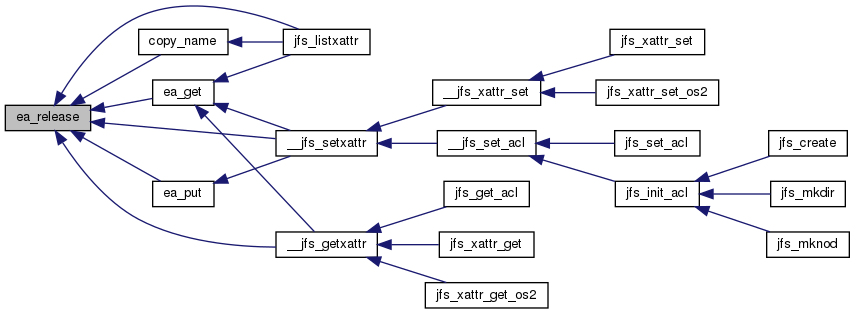 ea_release
copy_name
ea_get
ea_put
jfs_listxattr
__jfs_setxattr
__jfs_getxattr
__jfs_xattr_set
__jfs_set_acl
jfs_get_acl
jfs_xattr_get
jfs_xattr_get_os2
jfs_xattr_set
jfs_xattr_set_os2
jfs_set_acl
jfs_init_acl
jfs_create
jfs_mkdir
jfs_mknod